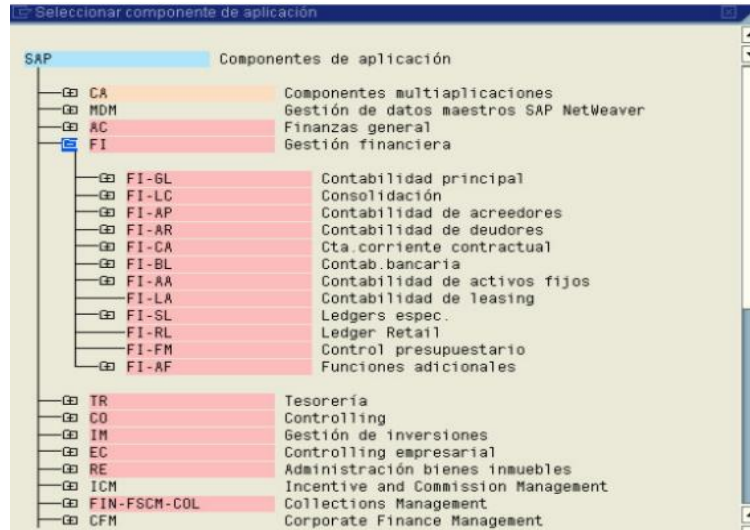 Seleccionar componente de aplicación
SAP Componentes de aplicación
CA Componentes multiaplicaciones
MDM Gestión de datos maestros SAP NetWeaver
AC Finanzas general
FI Gestión financiera
FI-GL Contabilidad principal
FI-LC Consolidación
FI-AP Contabilidad de acreedores
FI-AR Contabilidad de deudores
FI-CA Cta.corriente contractual
FI-BL Contab.bancaria
FI-AA Contabilidad de activos fijos
FI-LA Contabilidad de leasing
FI-SL Ledgers espec.
FI-RL Ledger Retail
FI-FM Control presupuestario
FI-AF Funciones adicionales
TR Tesorería
CO Controlling
IM Gestión de inversiones
EC Controlling empresarial
RE Administración bienes inmuebles
ICM Incentive and Commission Management
FIN-FSCM-COL Collections Management
CFM Corporate Finance Management